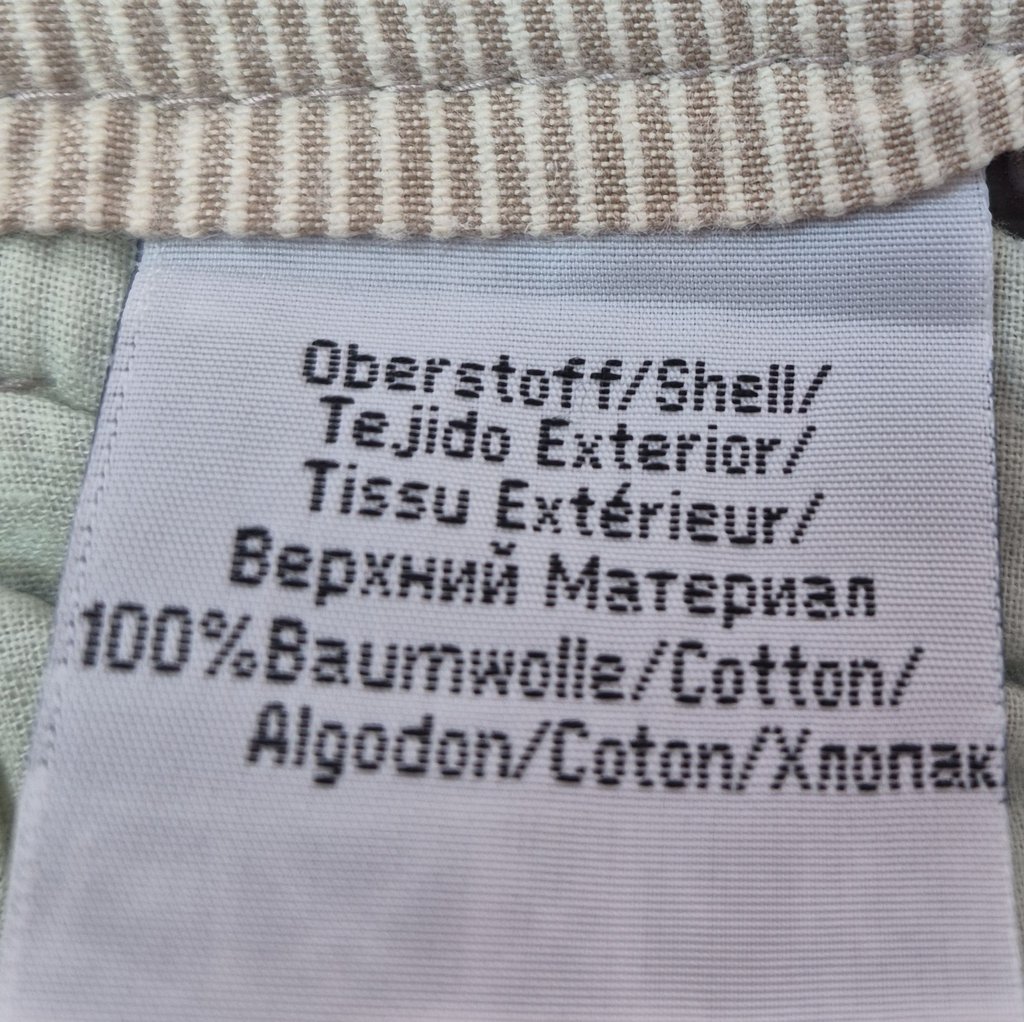 Oberstoff/Shell/
Tejido Exterior/
Tissu Extérieur/
Верхний Материал
100%Baumwolle/Cotton/
Algodon/Coton/Хлопак